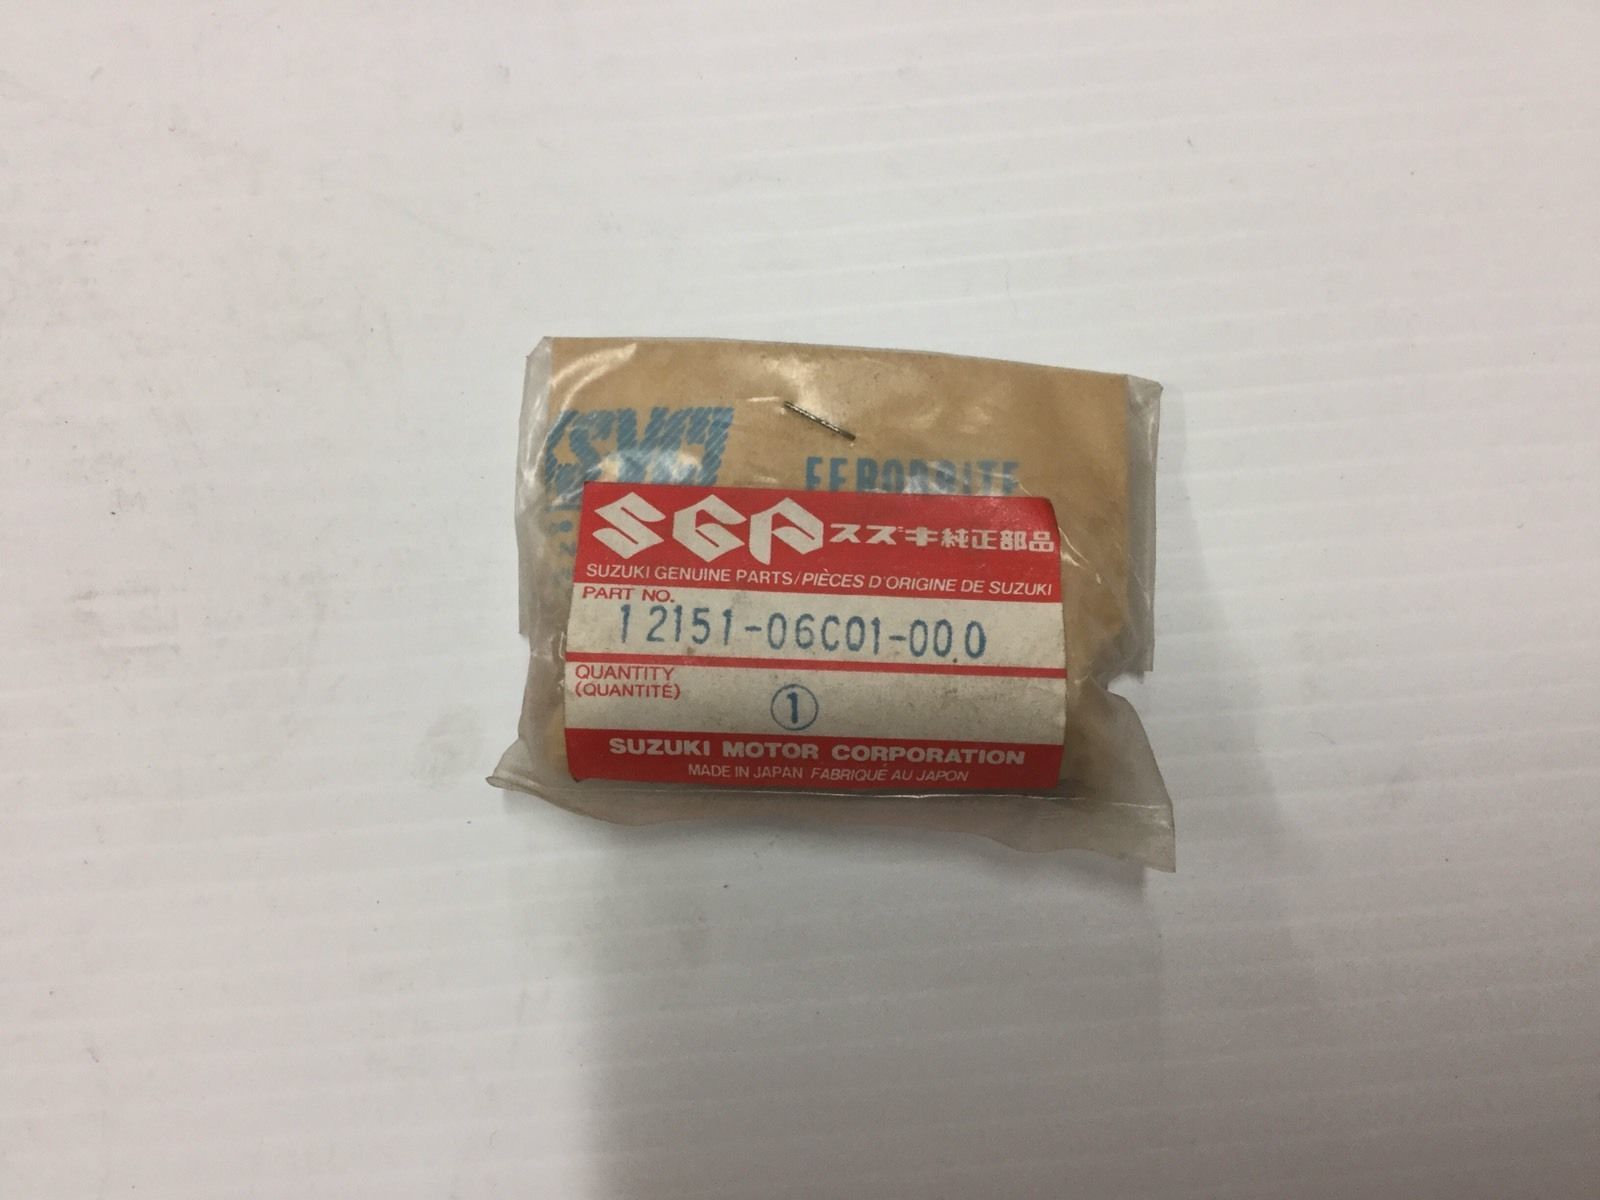 FERODRITE
SGP スズキ純正部品
SUZUKI GENUINE PARTS/PIÈCES D'ORIGINE DE SUZUKI
PART NO.
12151-06C01-000
QUANTITY
(QUANTITÉ)
1
SUZUKI MOTOR CORPORATION
MADE IN JAPAN FABRIQUÉ AU JAPON